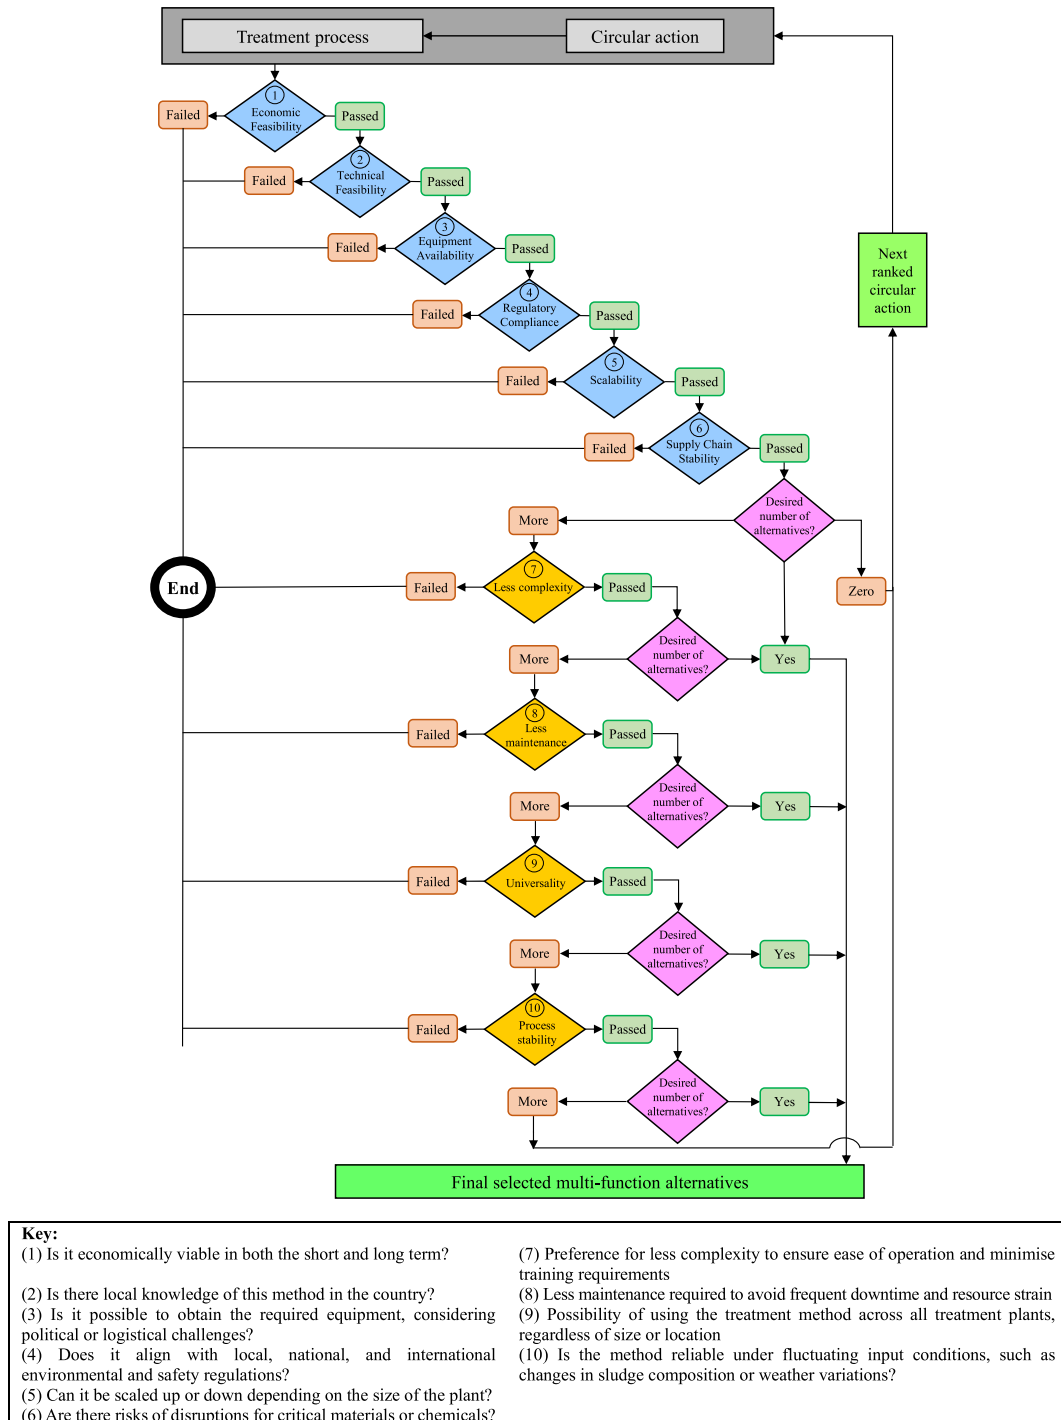 Treatment process
Circular action
1
Economic
Feasibility
Failed
Passed
2
Technical
Feasibility
Failed
Passed
3
Equipment
Availability
Failed
Passed
Next
ranked
circular
action
4
Regulatory
Compliance
Failed
Passed
5
Scalability
Failed
Passed
6
Supply Chain
Stability
Failed
Passed
Desired
number of
alternatives?
More
Zero
End
7
Less complexity
Failed
Passed
Desired
number of
alternatives?
More
Yes
8
Less
maintenance
Failed
Passed
Desired
number of
alternatives?
More
Yes
9
Universality
Failed
Passed
Desired
number of
alternatives?
More
Yes
10
Process
stability
Failed
Passed
Desired
number of
alternatives?
More
Yes
Final selected multi-function alternatives
Key:
(1) Is it economically viable in both the short and long term?
(2) Is there local knowledge of this method in the country?
(3) Is it possible to obtain the required equipment, considering
political or logistical challenges?
(4) Does it align with local, national, and international
environmental and safety regulations?
(5) Can it be scaled up or down depending on the size of the plant?
(6) Are there risks of disruptions for critical materials or chemicals?
(7) Preference for less complexity to ensure ease of operation and minimise
training requirements
(8) Less maintenance required to avoid frequent downtime and resource strain
(9) Possibility of using the treatment method across all treatment plants,
regardless of size or location
(10) Is the method reliable under fluctuating input conditions, such as
changes in sludge composition or weather variations?